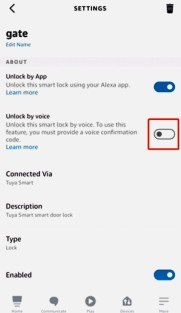 SETTINGS
gate
Edit Name
ABOUT
Unlock by App
Unlock this smart lock using your Alexa app.
Learn more
Unlock by voice
Unlock this smart lock by voice. To use this
feature, you must provide a voice confirmation
code.
Learn more
Connected Via
Tuya Smart
Description
Tuya Smart smart door lock
Type
Lock
Enabled
Home Communicate Play Devices More